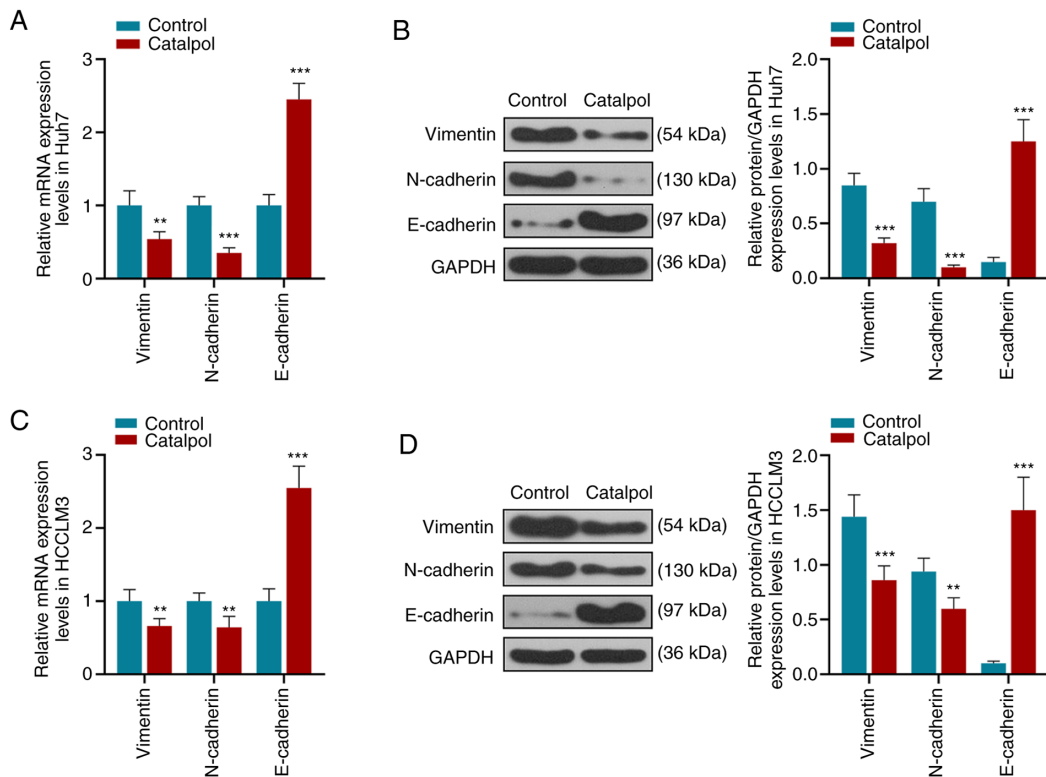 A
Control
Catalpol
Relative mRNA expression
levels in Huh7
3
2
1
0
**
***
***
Vimentin
N-cadherin
E-cadherin
B
Control Catalpol
Vimentin (54 kDa)
N-cadherin (130 kDa)
E-cadherin (97 kDa)
GAPDH (36 kDa)
Control
Catalpol
Relative protein/GAPDH
expression levels in Huh7
2.0
1.5
1.0
0.5
0.0
***
***
***
Vimentin
N-cadherin
E-cadherin
C
Control
Catalpol
Relative mRNA expression
levels in HCCLM3
3
2
1
0
**
**
***
Vimentin
N-cadherin
E-cadherin
D
Control Catalpol
Vimentin (54 kDa)
N-cadherin (130 kDa)
E-cadherin (97 kDa)
GAPDH (36 kDa)
Control
Catalpol
Relative protein/GAPDH
expression levels in HCCLM3
2.0
1.5
1.0
0.5
0.0
***
**
***
Vimentin
N-cadherin
E-cadherin